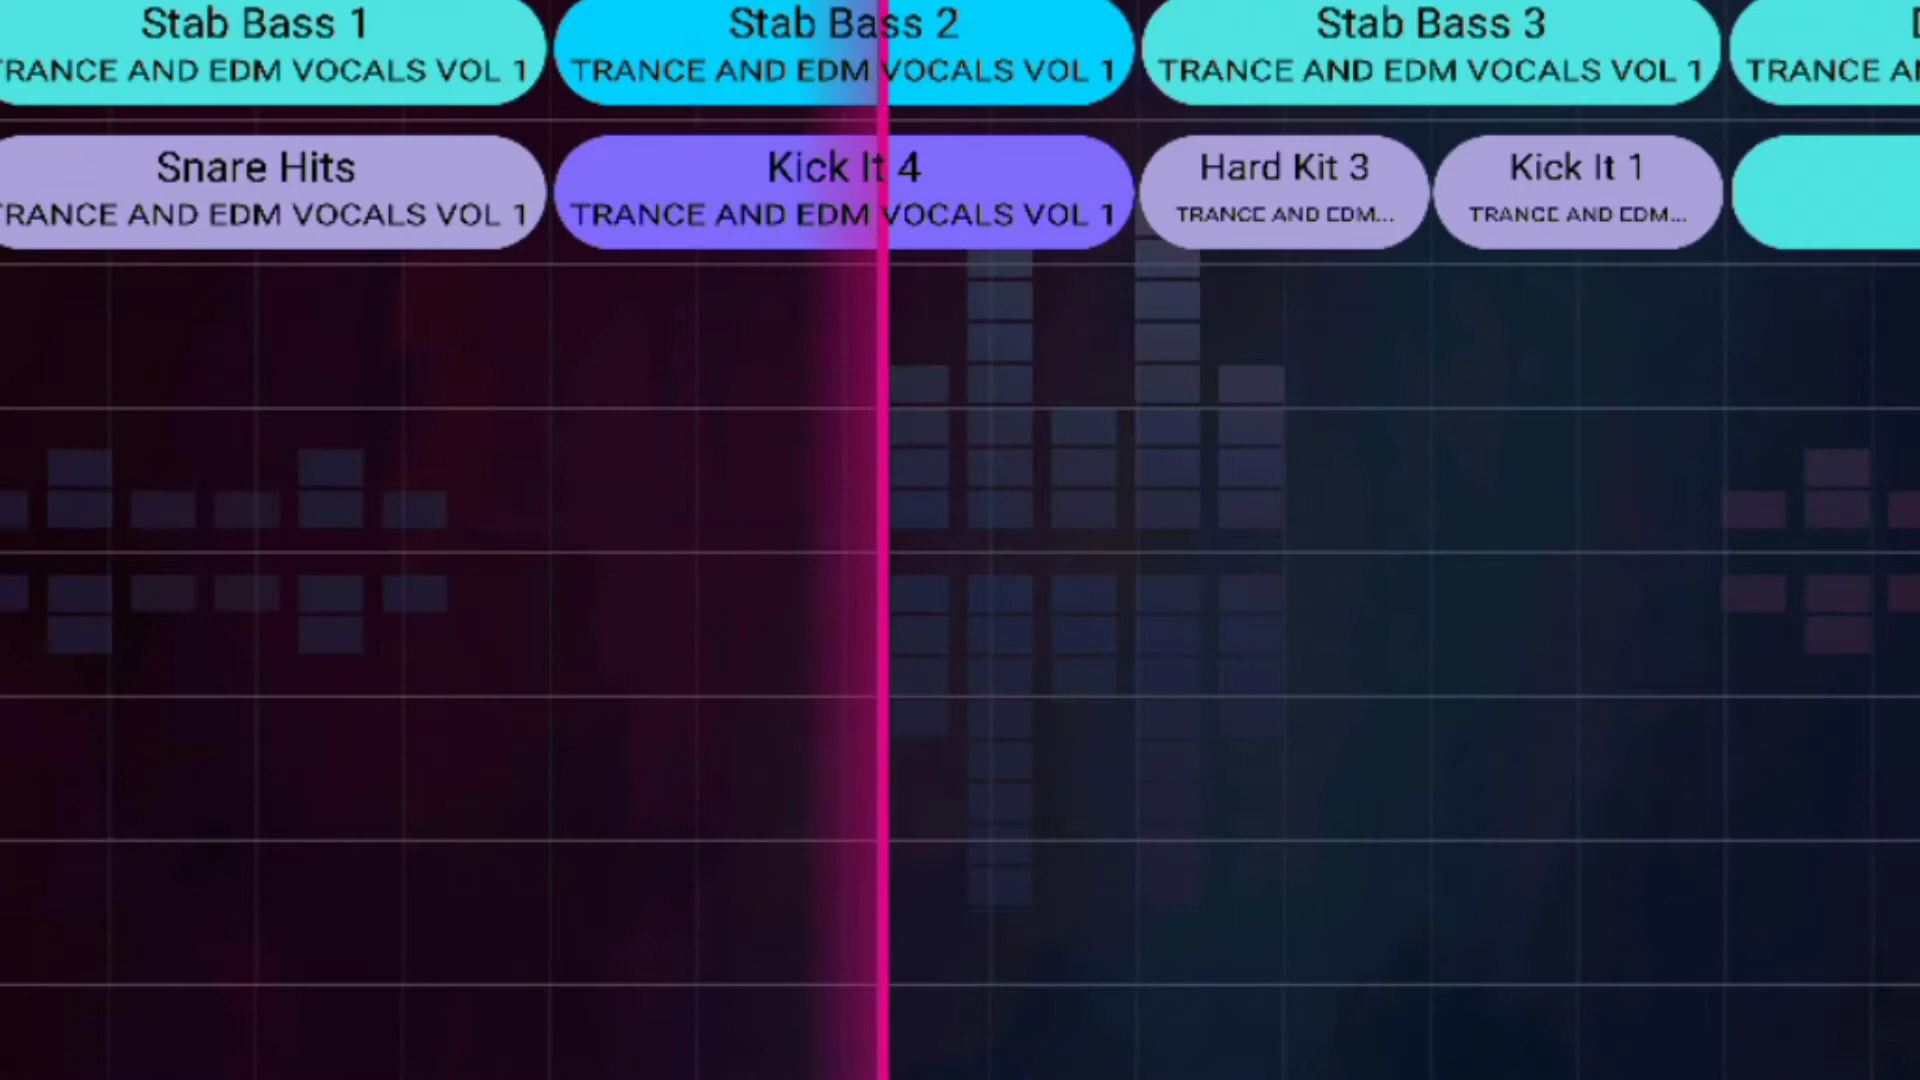 Stab Bass 1
TRANCE AND EDM VOCALS VOL 1
Stab Bass 2
TRANCE AND EDM VOCALS VOL 1
Stab Bass 3
TRANCE AND EDM VOCALS VOL 1
TRANCE
Snare Hits
TRANCE AND EDM VOCALS VOL 1
Kick It 4
TRANCE AND EDM VOCALS VOL 1
Hard Kit 3
TRANCE AND EDM...
Kick It 1
TRANCE AND EDM...